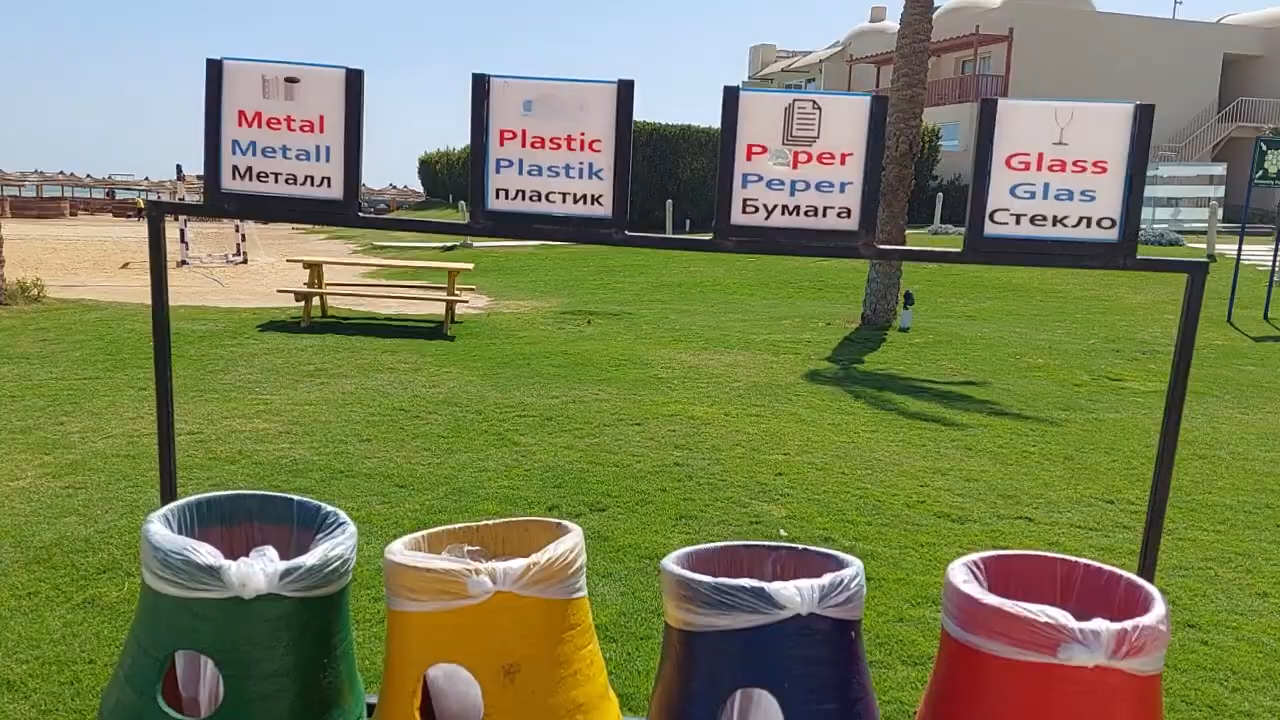 Metal
Metall
Металл
Plastic
Plastik
пластик
Paper
Peper
Бумага
Glass
Glas
Стекло